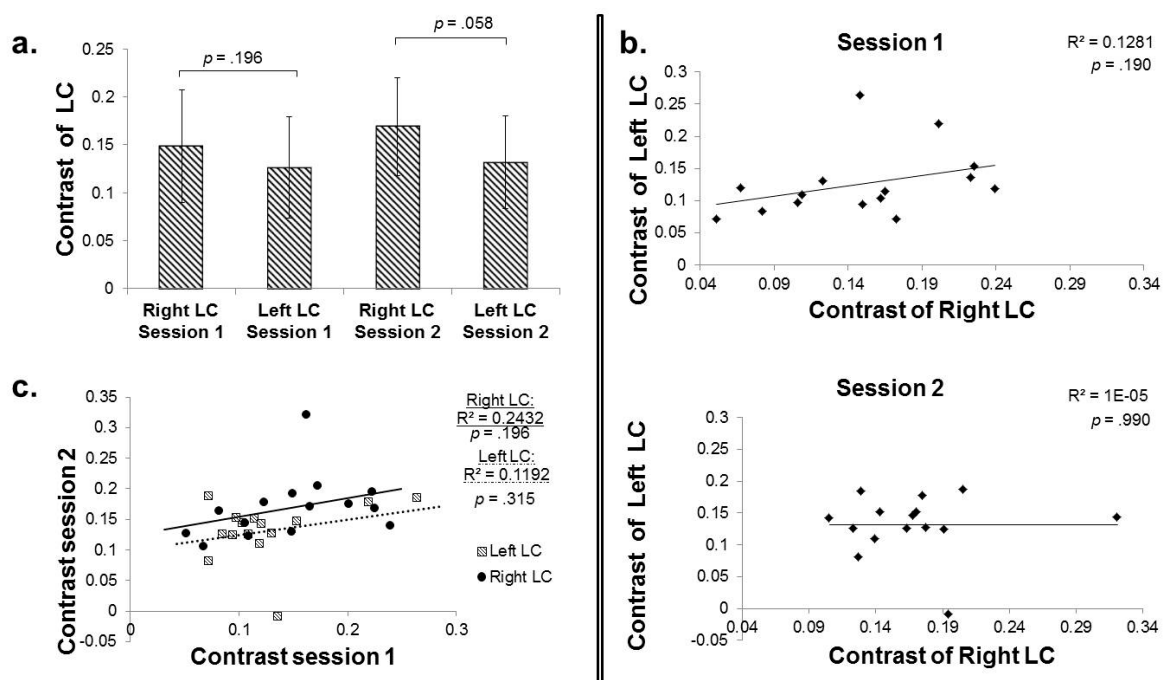 a.
p = .196
p = .058
0.25
0.2
0.15
0.1
0.05
0
Contrast of LC
Right LC Session 1
Left LC Session 1
Right LC Session 2
Left LC Session 2
b.
Session 1
R² = 0.1281
p = .190
0.3
0.25
0.2
0.15
0.1
0.05
0
Contrast of Left LC
0.04 0.09 0.14 0.19 0.24 0.29 0.34
Contrast of Right LC
Session 2
R² = 1E-05
p = .990
0.3
0.25
0.2
0.15
0.1
0.05
0
-0.05
Contrast of Left LC
0.04 0.09 0.14 0.19 0.24 0.29 0.34
Contrast of Right LC
c.
0.35
0.3
0.25
0.2
0.15
0.1
0.05
0
-0.05
Contrast session 2
0 0.1 0.2 0.3
Contrast session 1
Right LC:
R² = 0.2432
p = .196
Left LC:
R² = 0.1192
p = .315
Left LC
Right LC